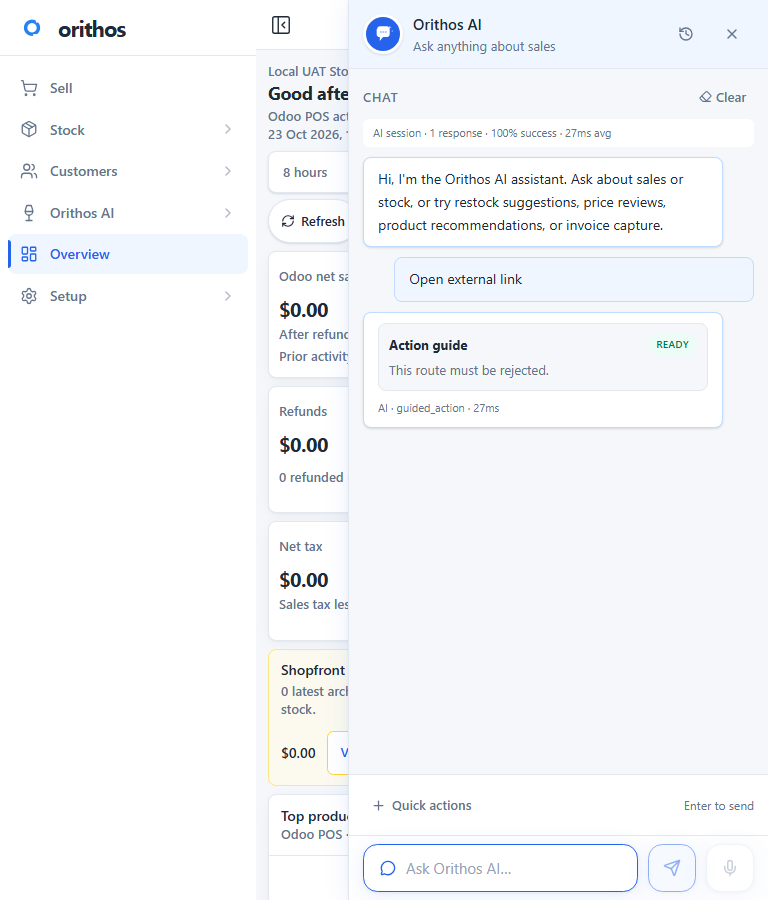 orithos
Sell
Stock
Customers
Orithos AI
Overview
Setup
Local UAT Sto
Good afte
Odoo POS act
23 Oct 2026,
8 hours
Refresh
Odoo net sa
$0.00
After refund
Prior activity
Refunds
$0.00
0 refunded
Net tax
$0.00
Sales tax les
Shopfront
0 latest arch
stock.
$0.00
V
Top produ
Odoo POS
Orithos AI
Ask anything about sales
CHAT
Clear
AI session · 1 response · 100% success · 27ms avg
Hi, I'm the Orithos AI assistant. Ask about sales or
stock, or try restock suggestions, price reviews,
product recommendations, or invoice capture.
Open external link
Action guide
READY
This route must be rejected.
AI · guided_action · 27ms
Quick actions
Enter to send
Ask Orithos AI...